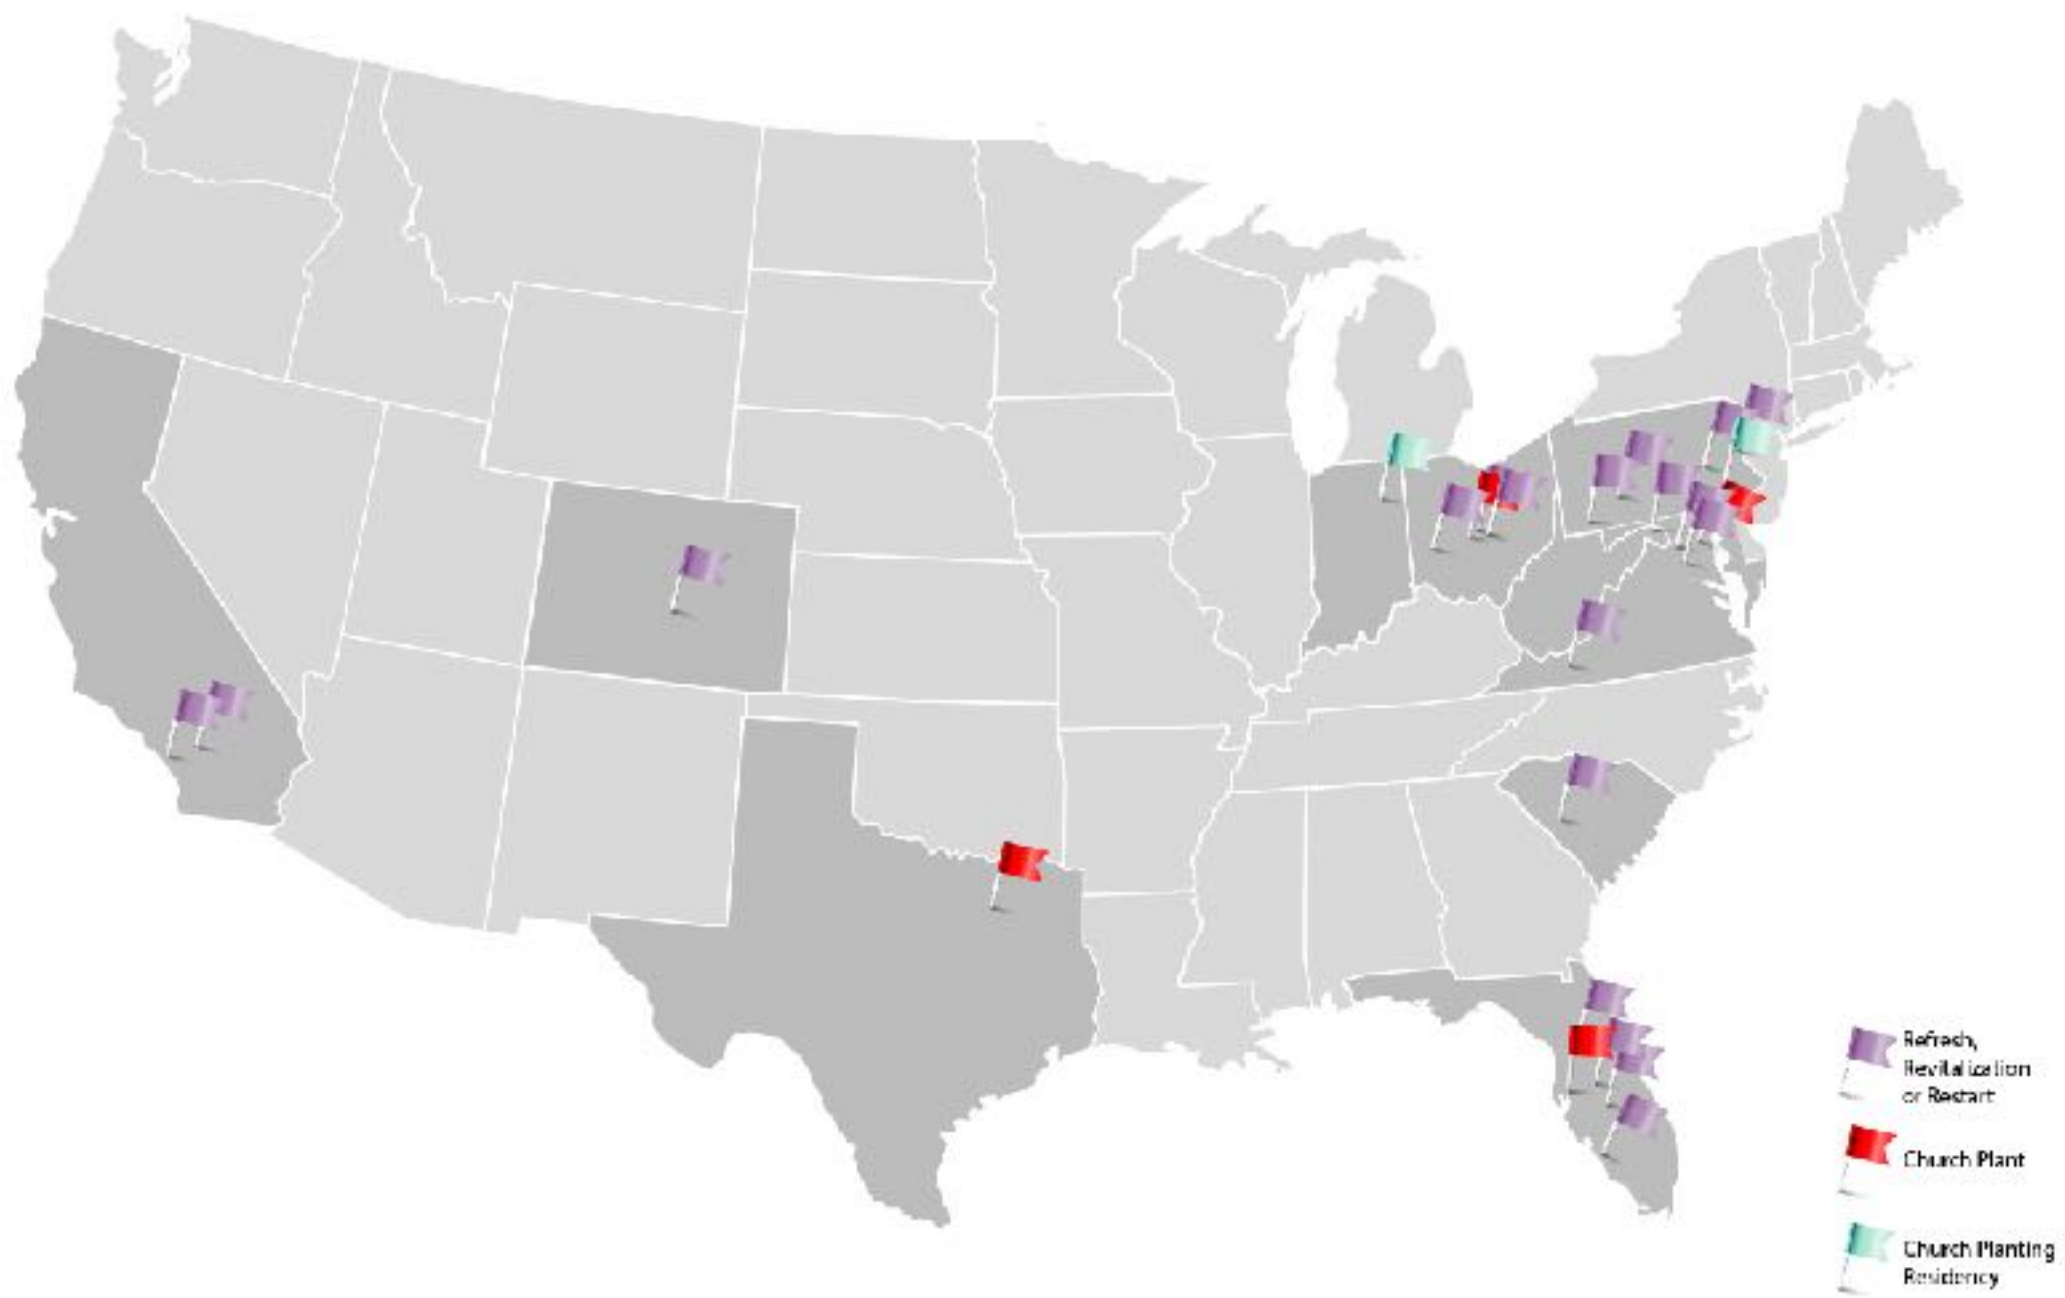 Refresh,
Revitalization
or Restart
Church Plant
Church Planting
Residency